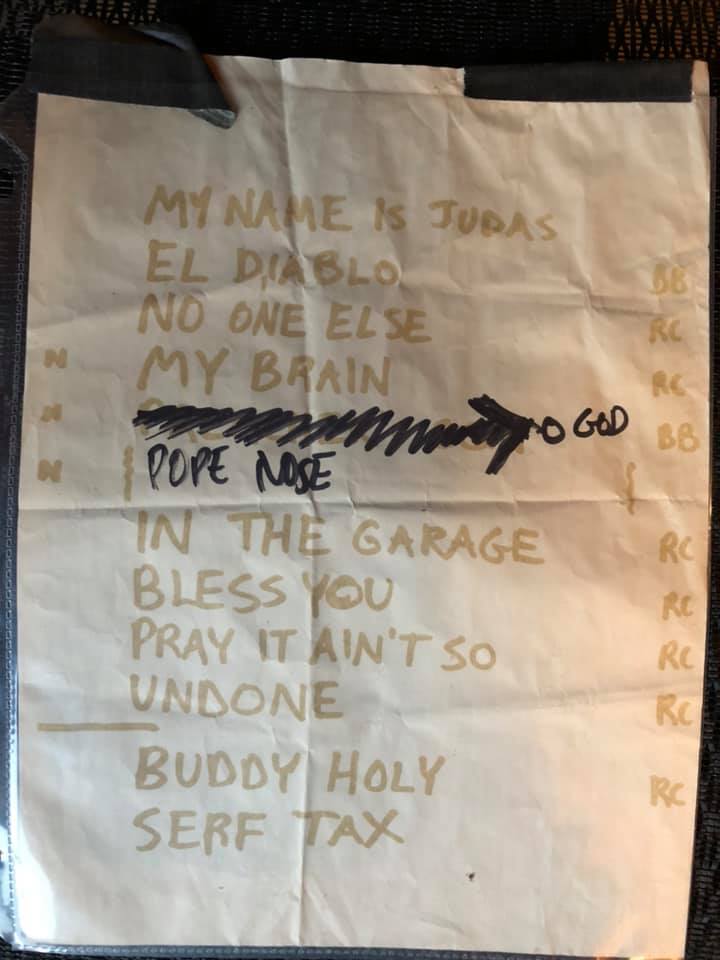 MY NAME IS JUDAS
EL DIABLO BB
NO ONE ELSE RC
N MY BRAIN RC
N O GOD BB
N { POPE NOSE {
IN THE GARAGE RC
BLESS YOU RC
PRAY IT AIN'T SO RC
UNDONE RC
BUDDY HOLY RC
SERF TAX